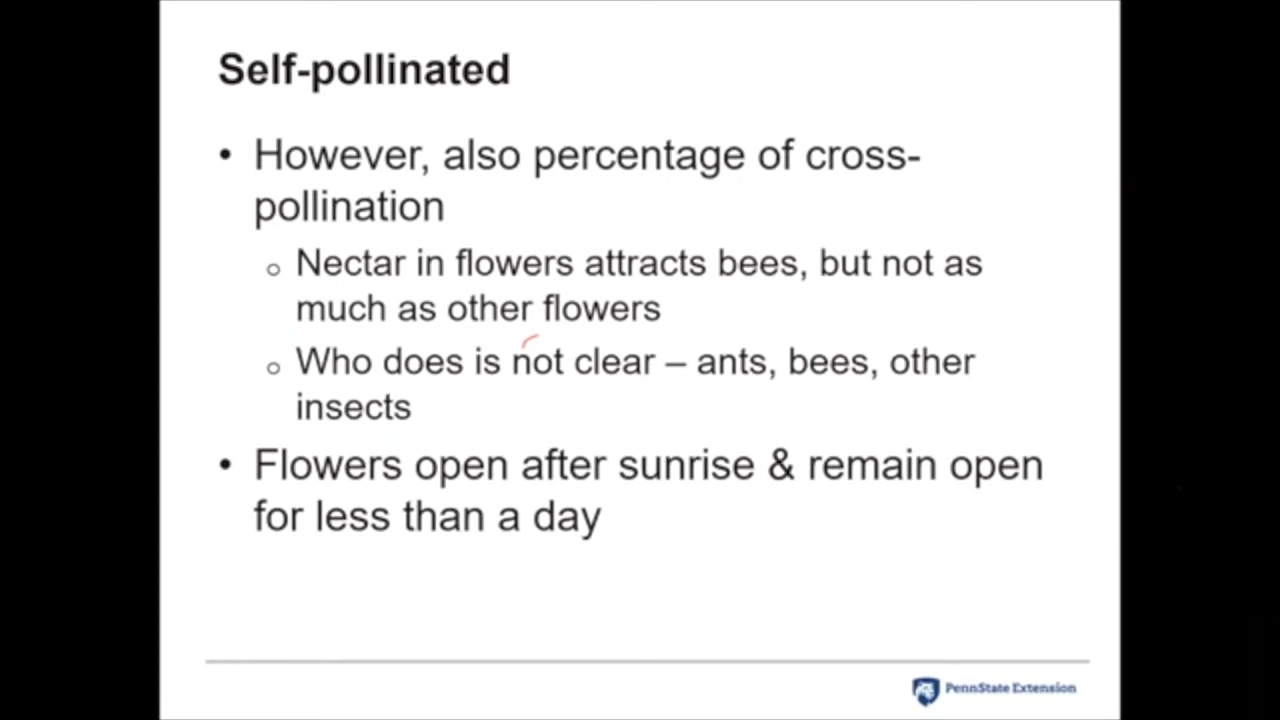 Self-pollinated
• However, also percentage of cross-
pollination
o Nectar in flowers attracts bees, but not as
much as other flowers
o Who does is not clear – ants, bees, other
insects
• Flowers open after sunrise & remain open
for less than a day
PennState Extension